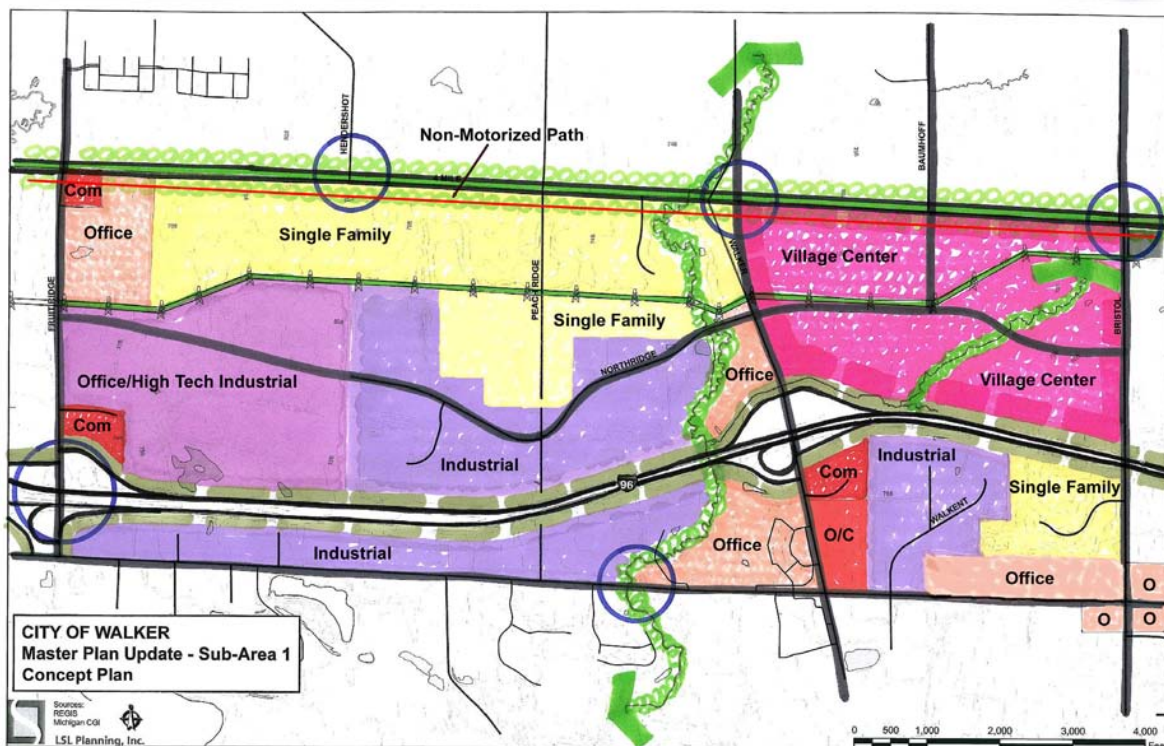 HENDERSHOT
BAUMHOFF
Non-Motorized Path
4 MILE
Com
Office
Single Family
WALKER
Village Center
FRUITRIDGE
PEACH RIDGE
BRISTOL
Single Family
NORTHRIDGE
Office/High Tech Industrial
Office
Village Center
Com
Industrial
Industrial
96
Com
Single Family
WALKENT
Industrial
Office
O/C
Office
O
O
O
CITY OF WALKER
Master Plan Update - Sub-Area 1
Concept Plan
Sources:
REGIS
Michigan CGI
LSL Planning, Inc.
0 500 1,000 2,000 3,000 4,000